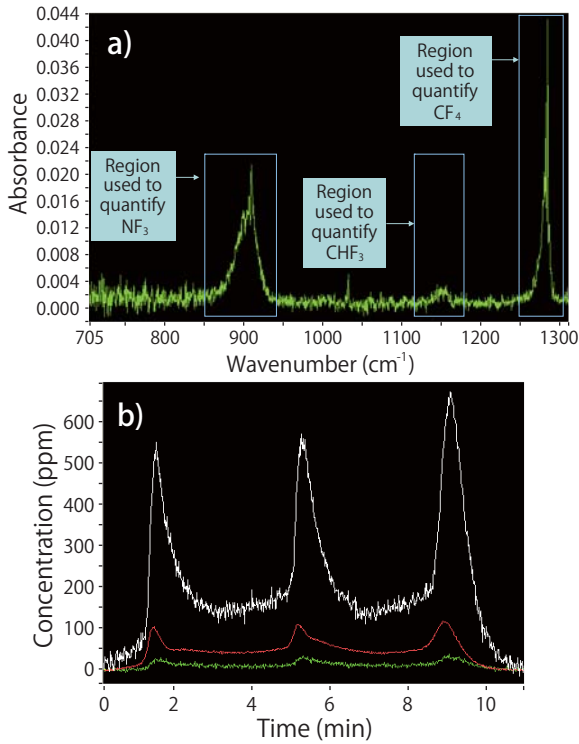 a)
Absorbance
0.044
0.040
0.036
0.032
0.028
0.024
0.020
0.016
0.012
0.008
0.004
0.000
Region
used to
quantify
NF₃
Region
used to
quantify
CHF₃
Region
used to
quantify
CF₄
705 800 900 1000 1100 1200 1300
Wavenumber (cm⁻¹)
b)
Concentration (ppm)
600
500
400
300
200
100
0
0 2 4 6 8 10
Time (min)